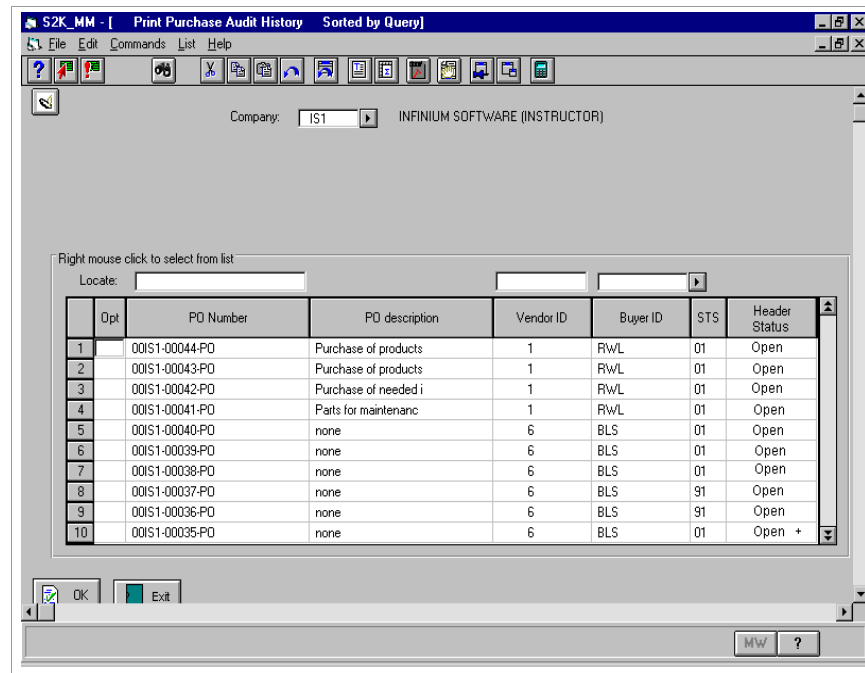 S2K_MM - [ Print Purchase Audit History Sorted by Query]
File Edit Commands List Help
Company: IS1 INFINIUM SOFTWARE (INSTRUCTOR)
Right mouse click to select from list
Locate:
Opt PO Number PO description Vendor ID Buyer ID STS Header Status
1 00IS1-00044-PO Purchase of products 1 RWL 01 Open
2 00IS1-00043-PO Purchase of products 1 RWL 01 Open
3 00IS1-00042-PO Purchase of needed i 1 RWL 01 Open
4 00IS1-00041-PO Parts for maintenanc 1 RWL 01 Open
5 00IS1-00040-PO none 6 BLS 01 Open
6 00IS1-00039-PO none 6 BLS 01 Open
7 00IS1-00038-PO none 6 BLS 01 Open
8 00IS1-00037-PO none 6 BLS 91 Open
9 00IS1-00036-PO none 6 BLS 91 Open
10 00IS1-00035-PO none 6 BLS 01 Open +
OK Exit
MW ?